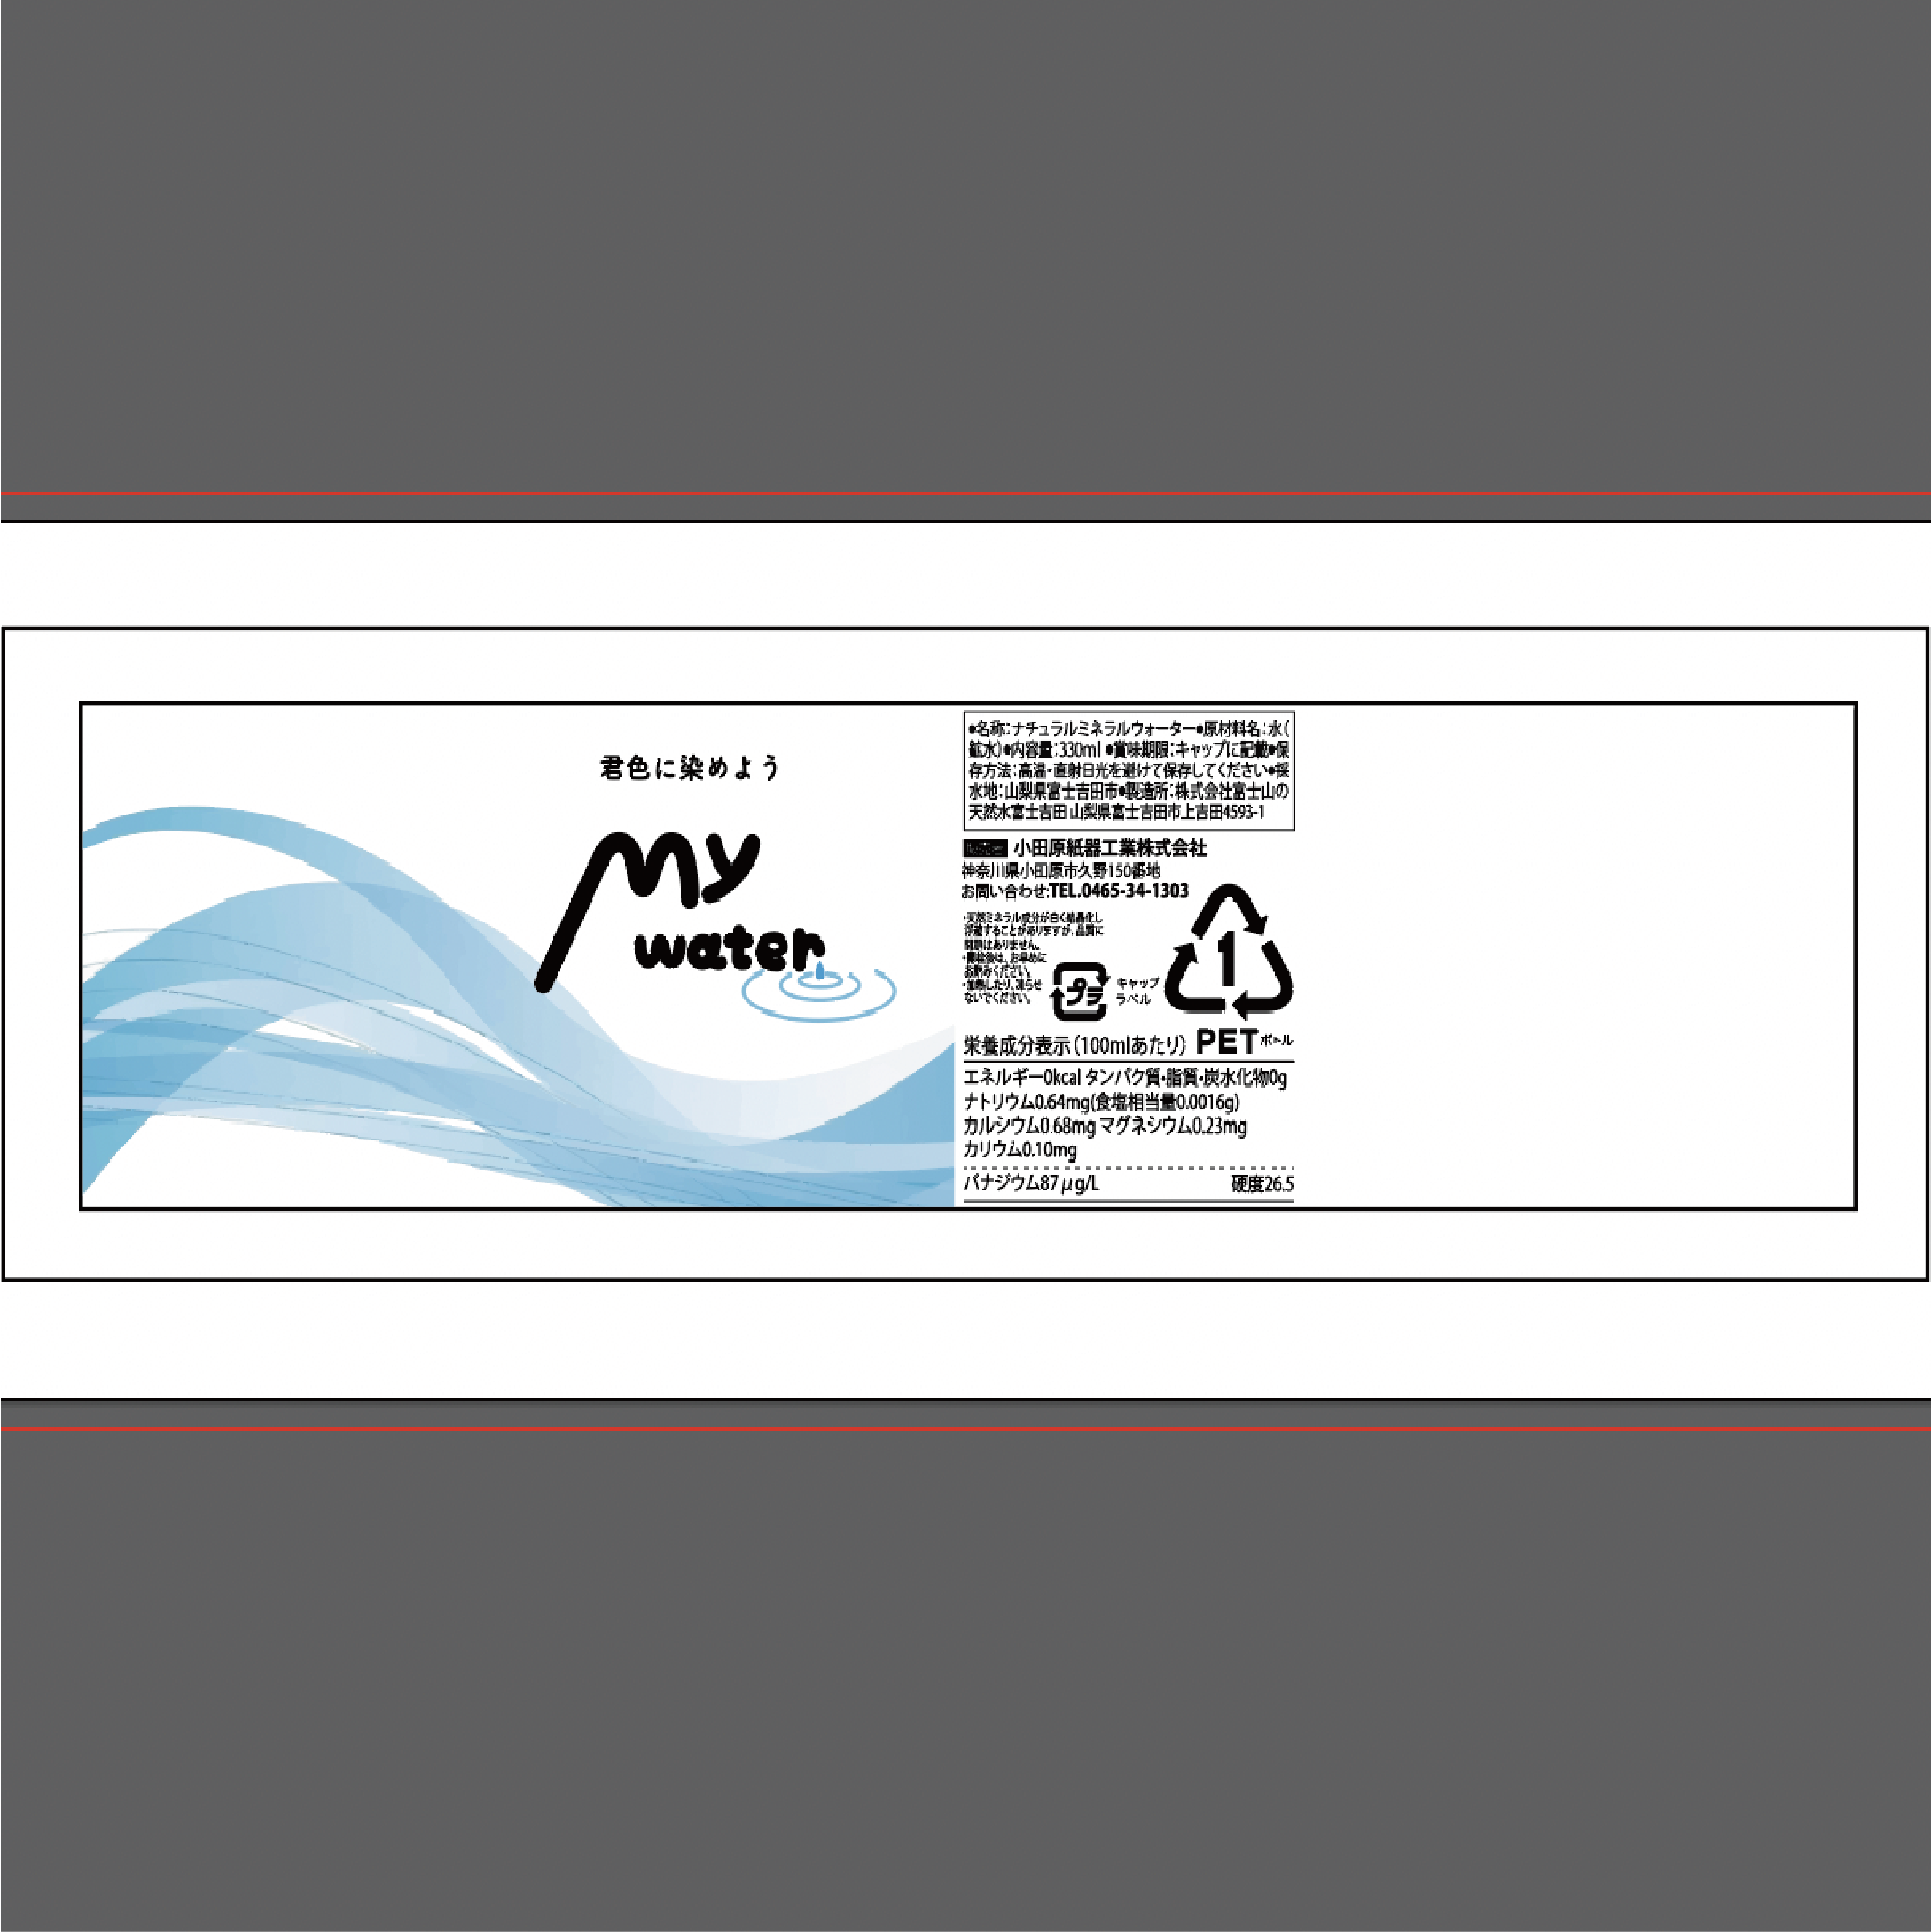 君色に染めよう
My
water
●名称：ナチュラルミネラルウォーター●原材料名：水（
鉱水）●内容量：330ml ●賞味期限：キャップに記載●保
存方法：高温・直射日光を避けて保存してください●採
水地：山梨県富士吉田市●製造所：株式会社富士山の
天然水富士吉田 山梨県富士吉田市上吉田4593-1
小田原紙器工業株式会社
神奈川県小田原市久野150番地
お問い合わせ:TEL.0465-34-1303
・天然ミネラル成分が白く結晶化し
浮遊することがありますが、品質に
問題はありません。
・開栓後は、お早めに
お飲みください。
・加熱したり、凍らせ
ないでください。
プラ
キャップ
ラベル
1
PETボトル
栄養成分表示（100mlあたり）
エネルギー0kcal タンパク質・脂質・炭水化物0g
ナトリウム0.64mg(食塩相当量0.0016g)
カルシウム0.68mg マグネシウム0.23mg
カリウム0.10mg
バナジウム87μg/L 硬度26.5